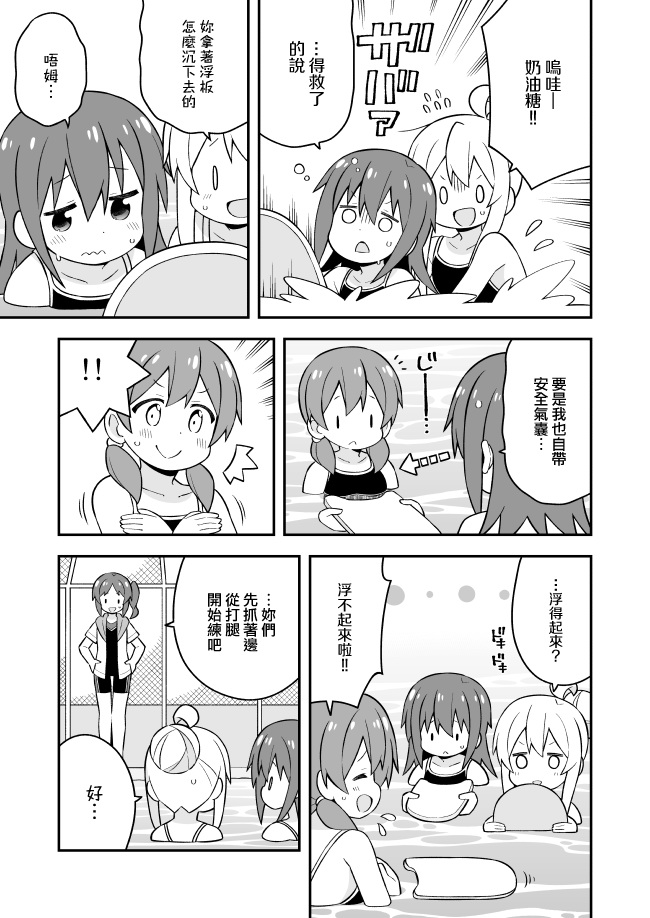 嗚哇—
奶油糖!!
ザバァ
…得救了
的說
妳拿著浮板
怎麼沉下去的
唔姆…
要是我也自帶
安全氣囊…
じーー…
!!
…浮得起來?
ドキドキ
浮不起來啦!!
…妳們
先抓著邊
從打腿
開始練吧
好…